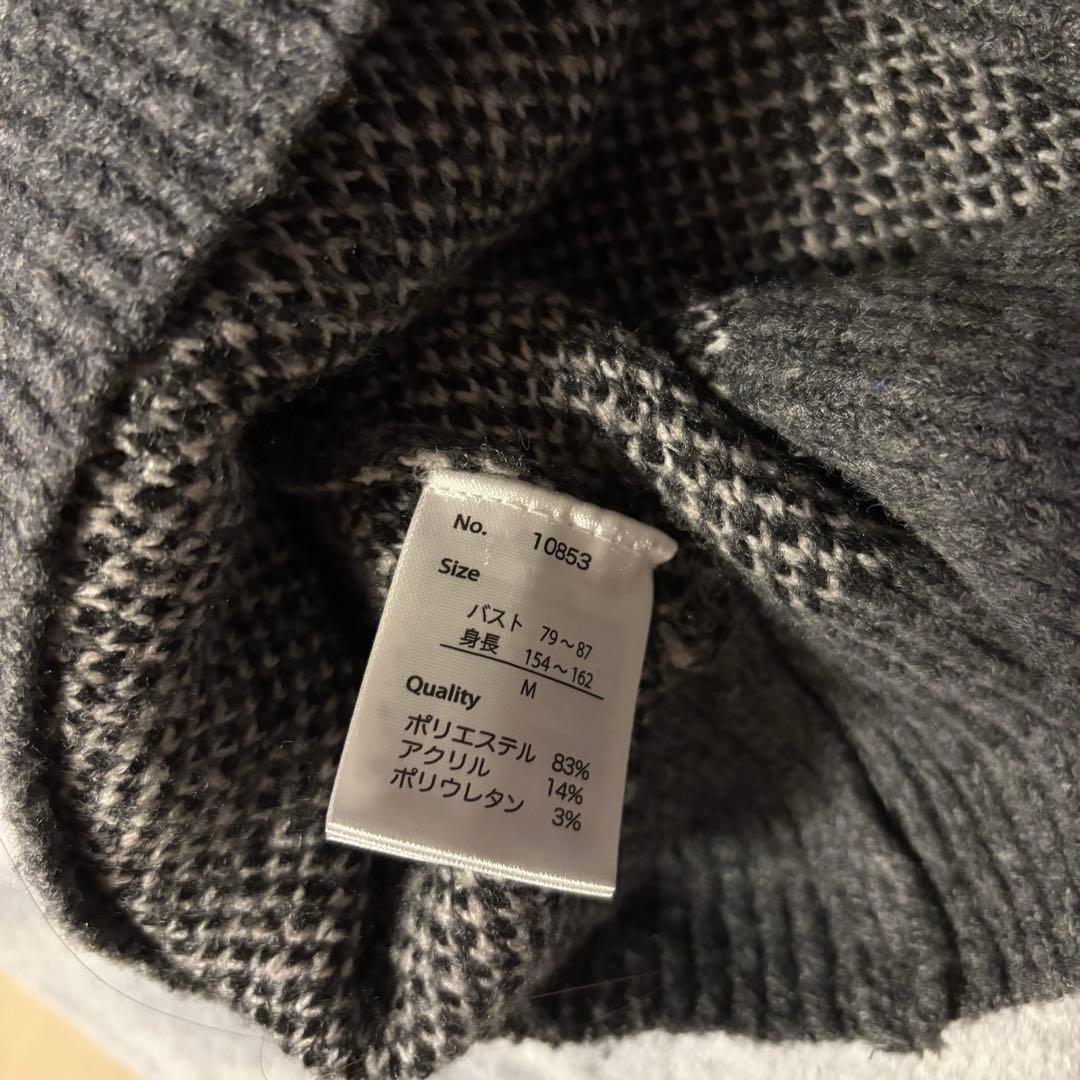 No. 10853
Size
バスト 79〜87
身長 154〜162
M
Quality
ポリエステル 83%
アクリル 14%
ポリウレタン 3%